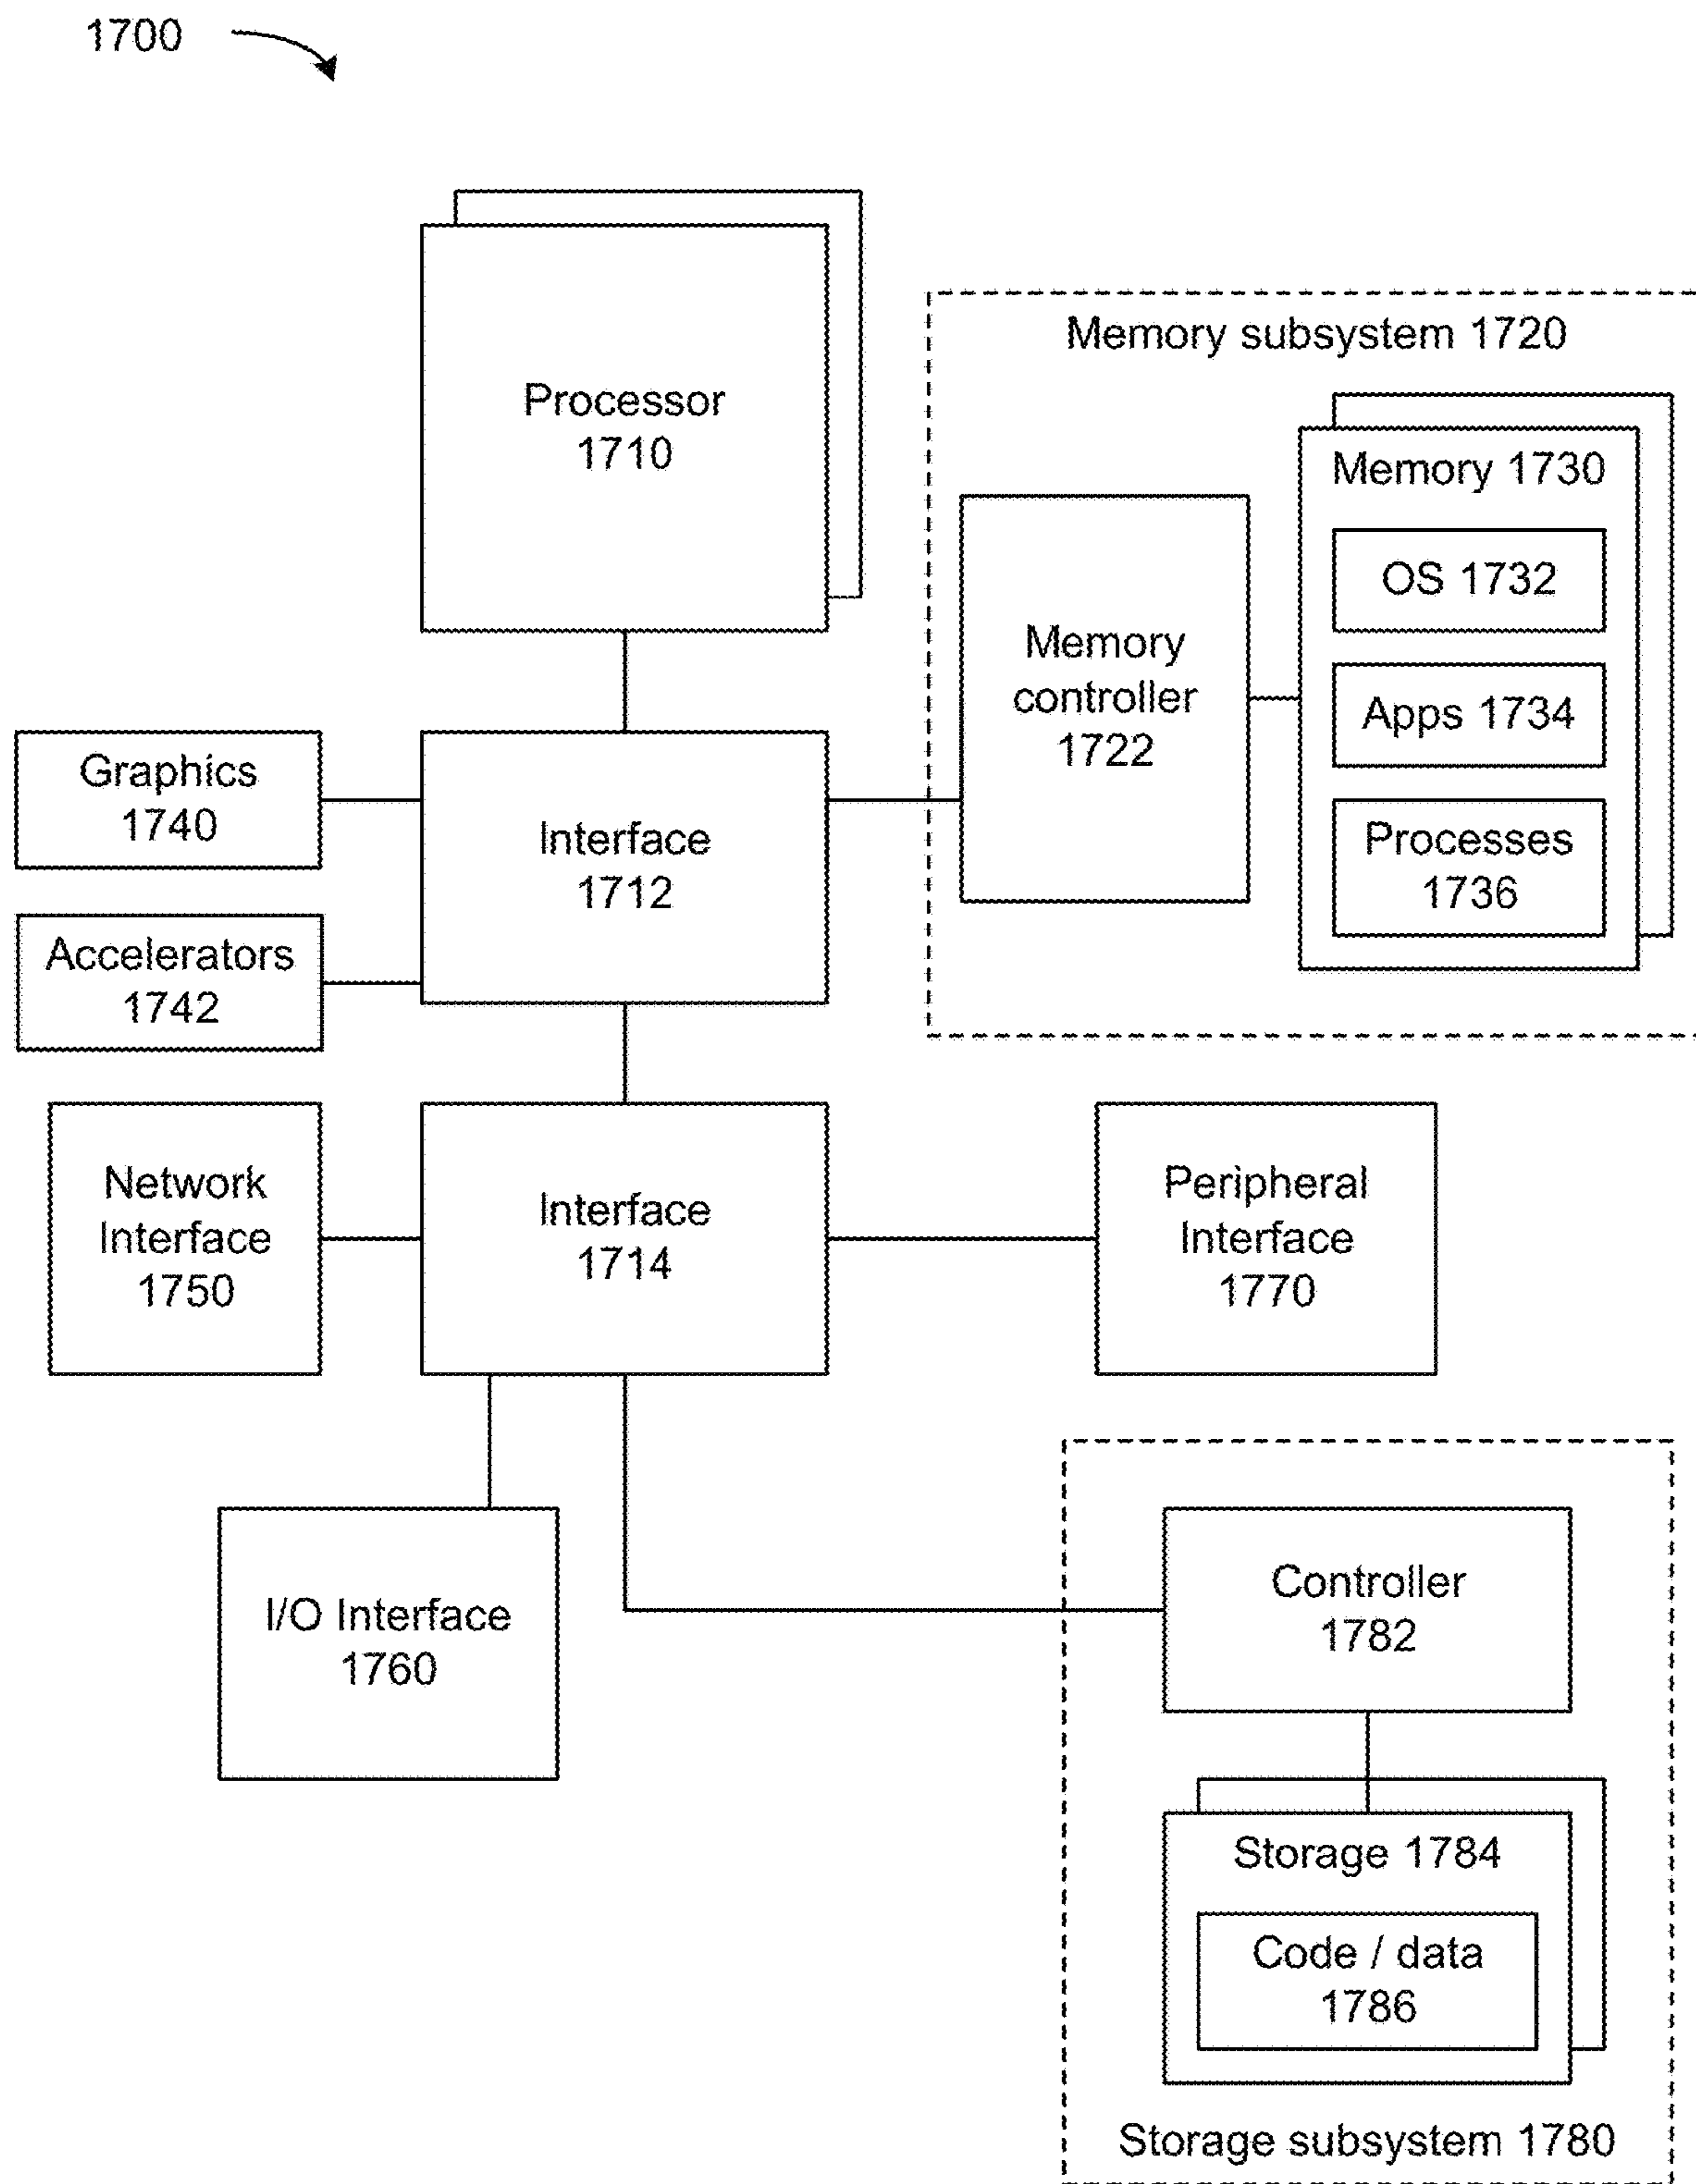 1700
Processor
1710
Memory subsystem 1720
Memory 1730
OS 1732
Memory
controller
1722
Apps 1734
Processes
1736
Graphics
1740
Interface
1712
Accelerators
1742
Network
Interface
1750
Interface
1714
Peripheral
Interface
1770
I/O Interface
1760
Controller
1782
Storage 1784
Code / data
1786
Storage subsystem 1780